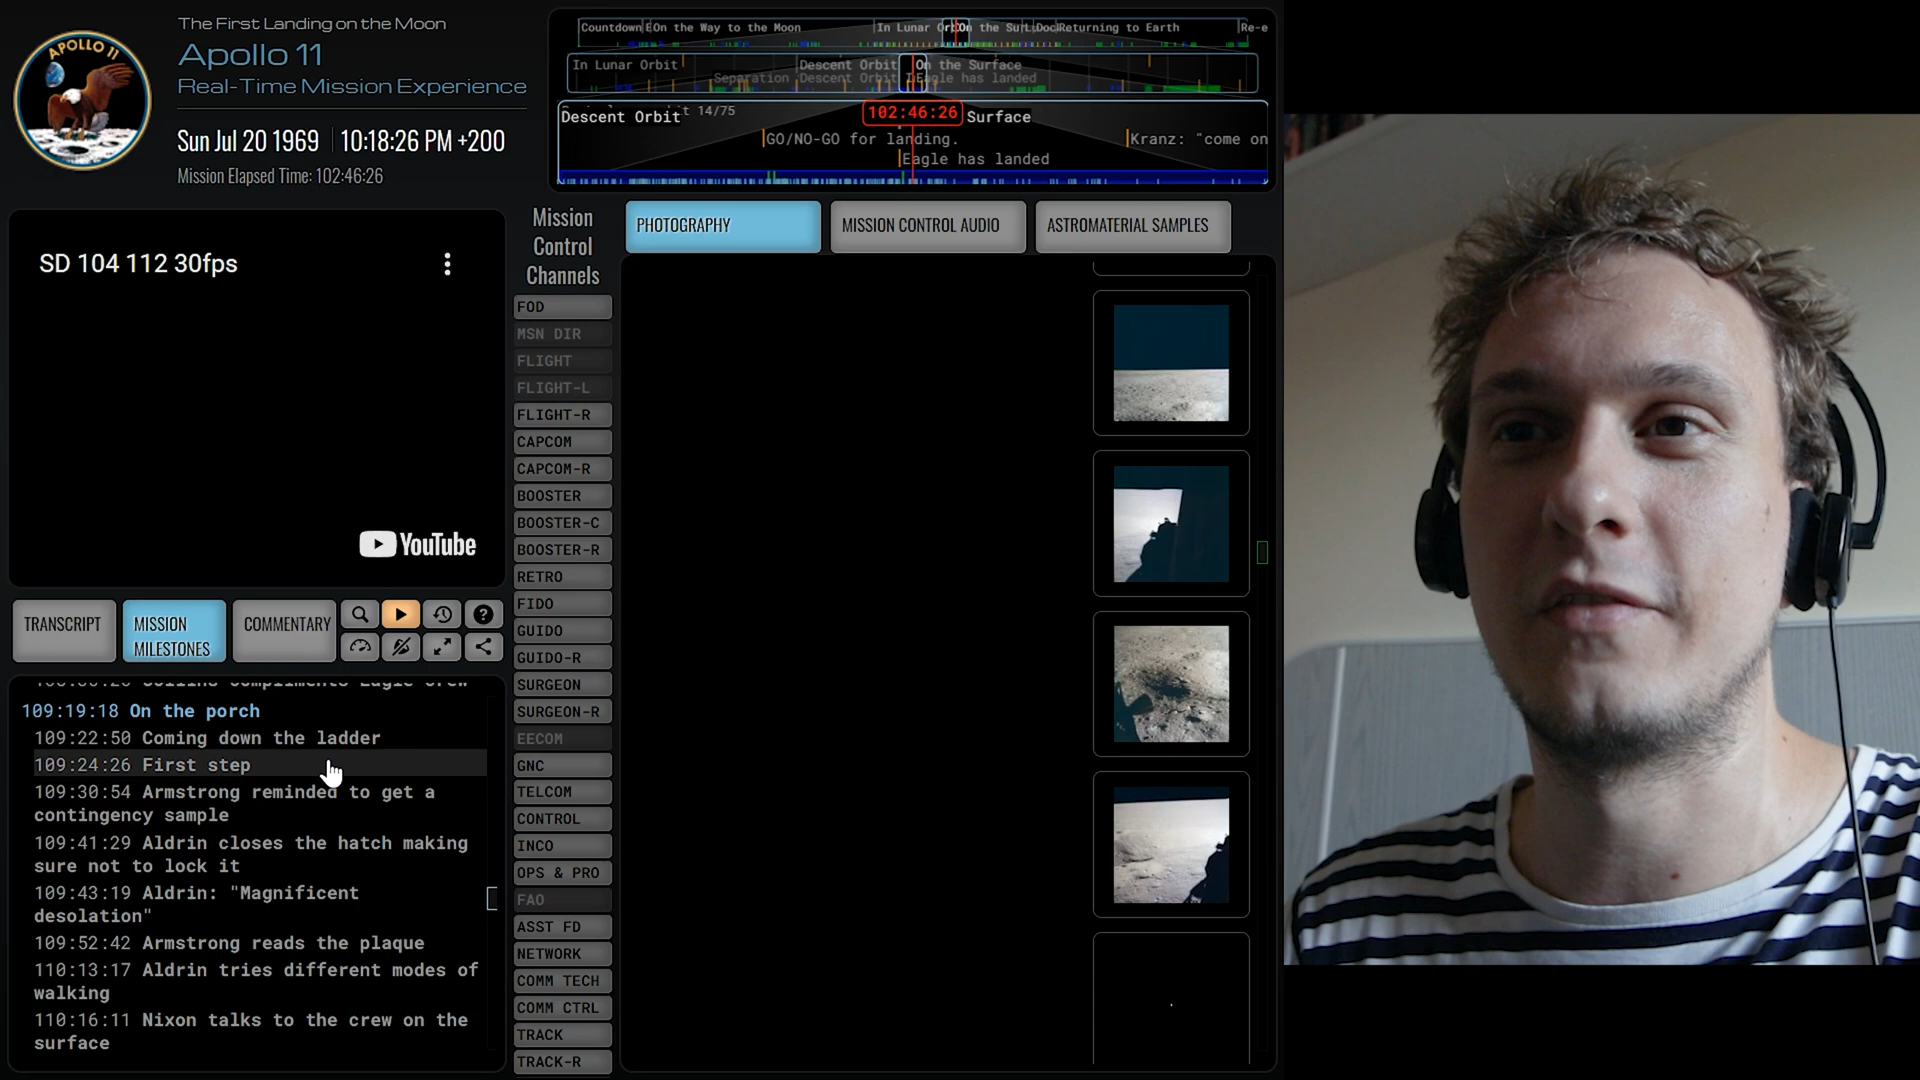 The First Landing on the Moon
Apollo 11
Real-Time Mission Experience
Sun Jul 20 1969 10:18:26 PM +200
Mission Elapsed Time: 102:46:26
APOLLO 11
Countdown On the Way to the Moon In Lunar Or On the Sur Doc Returning to Earth Re-e
In Lunar Orbit Descent Orbit On the Surface
Separation Descent Orbit Eagle has landed
14/75
Descent Orbit 102:46:26 Surface
GO/NO-GO for landing. Kranz: "come on
Eagle has landed
SD 104 112 30fps
YouTube
TRANSCRIPT
MISSION
MILESTONES
COMMENTARY
109:19:18 On the porch
109:22:50 Coming down the ladder
109:24:26 First step
109:30:54 Armstrong reminded to get a
contingency sample
109:41:29 Aldrin closes the hatch making
sure not to lock it
109:43:19 Aldrin: "Magnificent
desolation"
109:52:42 Armstrong reads the plaque
110:13:17 Aldrin tries different modes of
walking
110:16:11 Nixon talks to the crew on the
surface
Mission
Control
Channels
FOD
MSN DIR
FLIGHT
FLIGHT-L
FLIGHT-R
CAPCOM
CAPCOM-R
BOOSTER
BOOSTER-C
BOOSTER-R
RETRO
FIDO
GUIDO
GUIDO-R
SURGEON
SURGEON-R
EECOM
GNC
TELCOM
CONTROL
INCO
OPS & PRO
FAO
ASST FD
NETWORK
COMM TECH
COMM CTRL
TRACK
TRACK-R
PHOTOGRAPHY
MISSION CONTROL AUDIO
ASTROMATERIAL SAMPLES